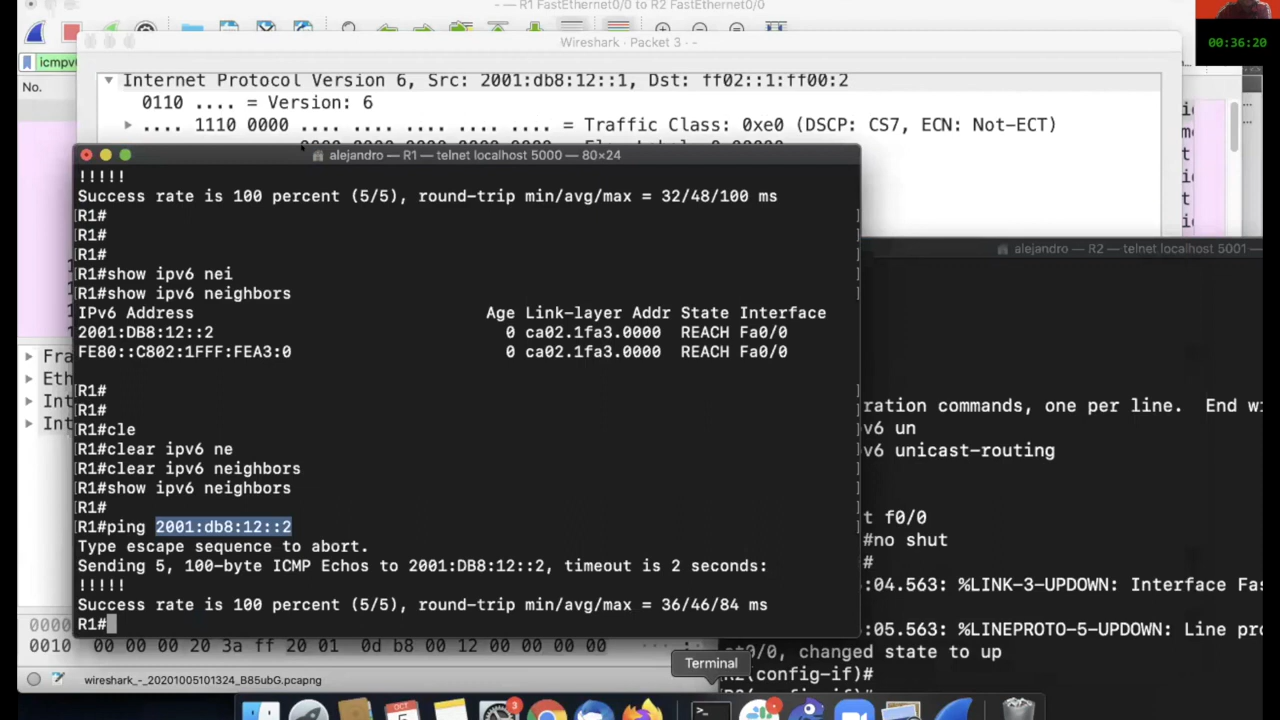 - — R1 FastEthernet0/0 to R2 FastEthernet0/0
00:36:20
Wireshark · Packet 3 · -
icmpv
No.
Internet Protocol Version 6, Src: 2001:db8:12::1, Dst: ff02::1:ff00:2
0110 .... = Version: 6
.... 1110 0000 .... .... .... .... .... = Traffic Class: 0xe0 (DSCP: CS7, ECN: Not-ECT)
alejandro — R1 — telnet localhost 5000 — 80×24
!!!!!
Success rate is 100 percent (5/5), round-trip min/avg/max = 32/48/100 ms
R1#
R1#
R1#
R1#show ipv6 nei
R1#show ipv6 neighbors
IPv6 Address Age Link-layer Addr State Interface
2001:DB8:12::2 0 ca02.1fa3.0000 REACH Fa0/0
FE80::C802:1FFF:FEA3:0 0 ca02.1fa3.0000 REACH Fa0/0
R1#
R1#
R1#cle
R1#clear ipv6 ne
R1#clear ipv6 neighbors
R1#show ipv6 neighbors
R1#
R1#ping 2001:db8:12::2
Type escape sequence to abort.
Sending 5, 100-byte ICMP Echos to 2001:DB8:12::2, timeout is 2 seconds:
!!!!!
Success rate is 100 percent (5/5), round-trip min/avg/max = 36/46/84 ms
R1#
alejandro — R2 — telnet localhost 5001 —
ration commands, one per line. End wi
v6 un
v6 unicast-routing
t f0/0
#no shut
#
:04.563: %LINK-3-UPDOWN: Interface Fas
:05.563: %LINEPROTO-5-UPDOWN: Line pro
et0/0, changed state to up
R2(config-if)#
R2(config-if)#
Fra
Eth
Int
Int
0000
0010 00 00 00 20 3a ff 20 01 0d b8 00 12 00 00 00 00
Terminal
wireshark_-_20201005101324_B85ubG.pcapng
OCT
5
3